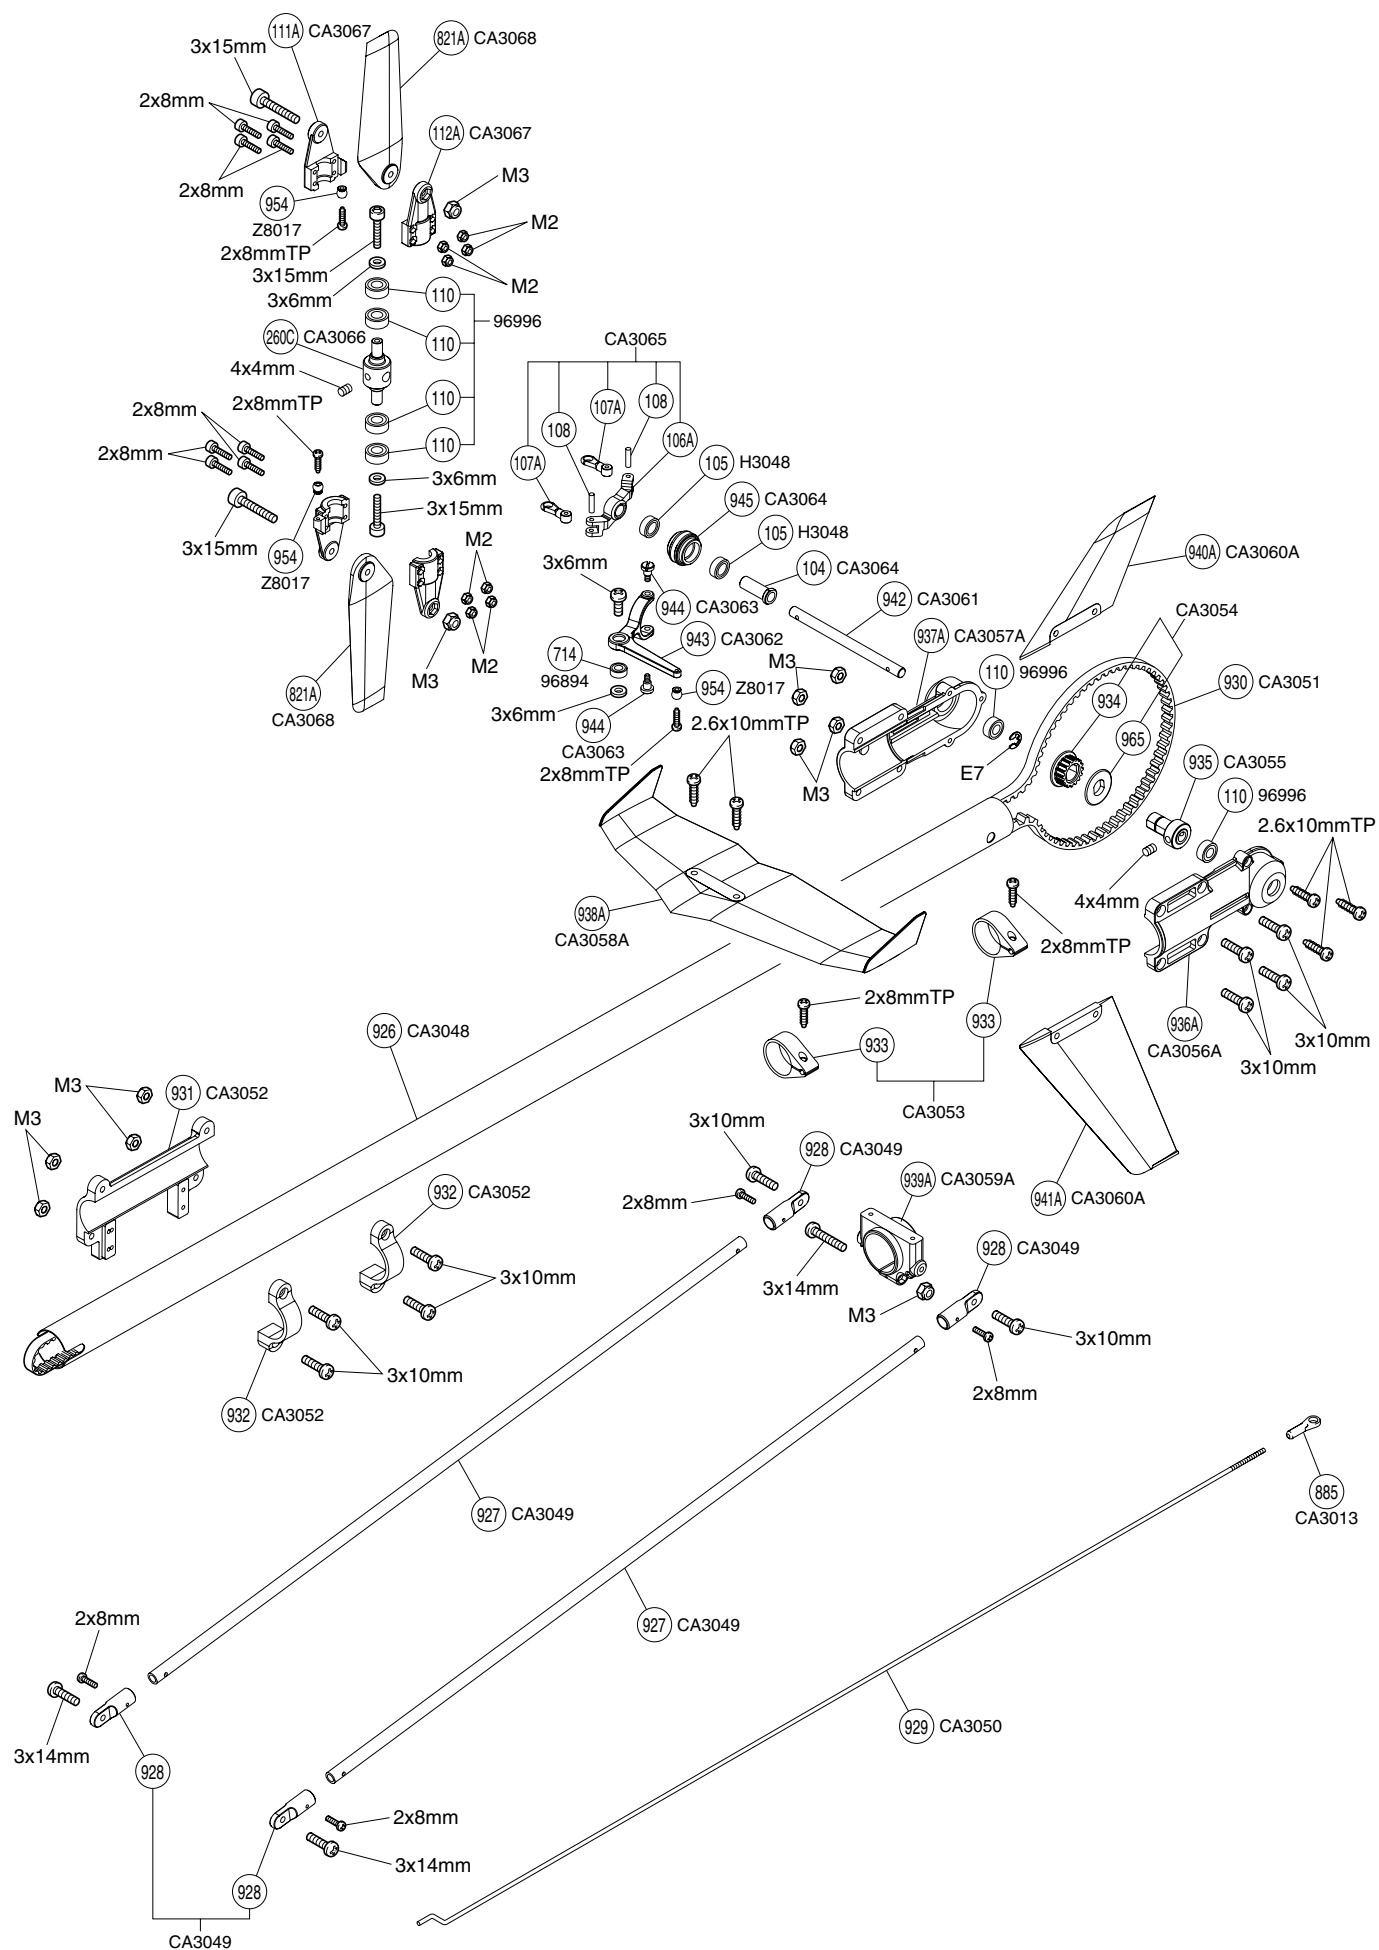 111A CA3067
3x15mm
821A CA3068
2x8mm
112A CA3067
2x8mm
M3
954
Z8017
M2
2x8mmTP
3x15mm
M2
3x6mm
110
96996
260C CA3066
110
CA3065
4x4mm
2x8mmTP
110
107A
108
2x8mm
108
106A
2x8mm
110
107A
105 H3048
3x6mm
945 CA3064
3x15mm
105 H3048
3x15mm
954
Z8017
M2
3x6mm
104 CA3064
940A CA3060A
944 CA3063
942 CA3061
CA3054
943 CA3062
937A CA3057A
714
96894
M2
M3
M3
110 96996
821A
CA3068
954 Z8017
934
930 CA3051
3x6mm
944
CA3063
2.6x10mmTP
965
2x8mmTP
E7
935 CA3055
M3
110 96996
2.6x10mmTP
4x4mm
938A
CA3058A
2x8mmTP
2x8mmTP
926 CA3048
933
933
936A
CA3056A
3x10mm
3x10mm
M3
931 CA3052
CA3053
M3
3x10mm
928 CA3049
932 CA3052
939A CA3059A
941A CA3060A
2x8mm
928 CA3049
3x10mm
3x14mm
M3
3x10mm
3x10mm
2x8mm
932 CA3052
885
CA3013
927 CA3049
2x8mm
927 CA3049
929 CA3050
3x14mm
928
2x8mm
3x14mm
928
CA3049